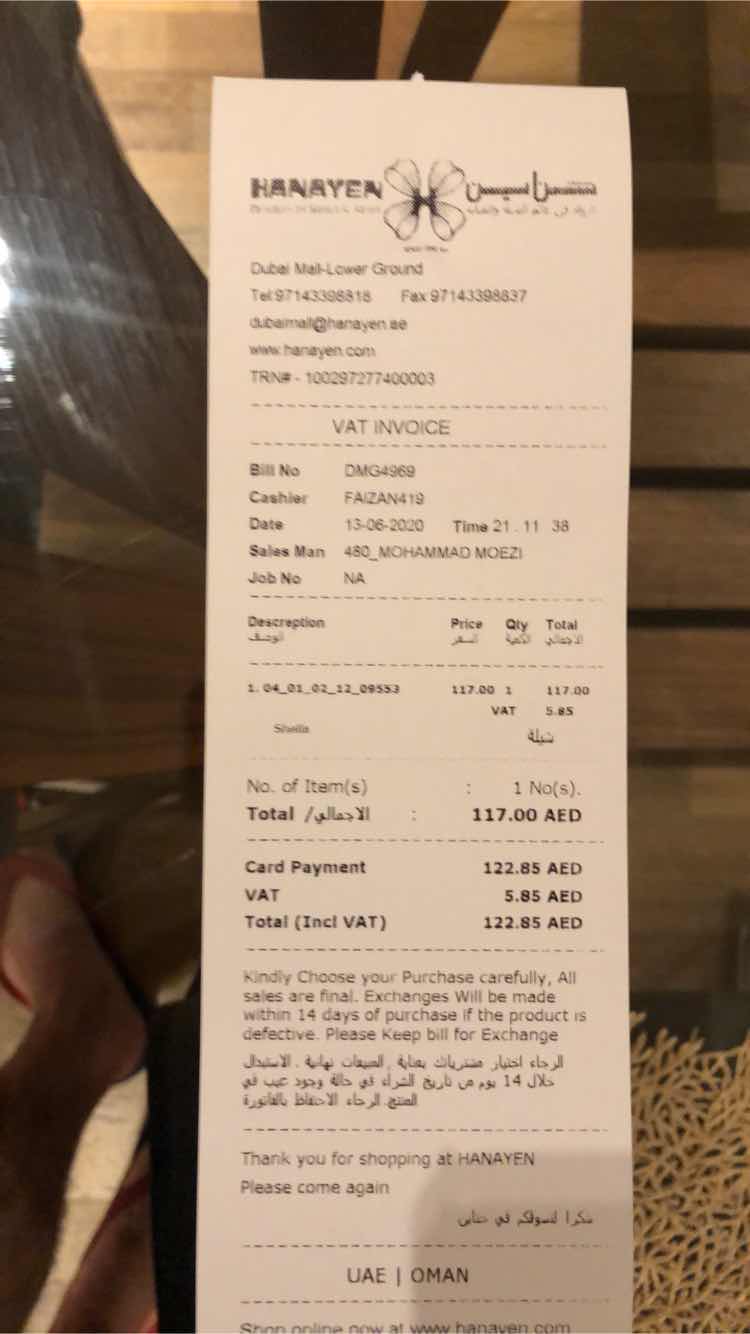 HANAYEN
Dubai Mall-Lower Ground
Tel:97143398818 Fax:97143398837
dubaimall@hanayen.ae
www.hanayen.com
TRN# - 100297277400003
VAT INVOICE
Bill No DMG4969
Cashier FAIZAN419
Date 13-06-2020 Time 21 : 11 38
Sales Man 480_MOHAMMAD MOEZI
Job No NA
Descreption Price Qty Total
الوصف السعر الكمية الاجمالي
1. 04_01_02_12_09553 117.00 1 117.00
VAT 5.85
Sheila شيلة
No. of Item(s) : 1 No(s).
Total /الاجمالي : 117.00 AED
Card Payment 122.85 AED
VAT 5.85 AED
Total (Incl VAT) 122.85 AED
Kindly Choose your Purchase carefully, All
sales are final. Exchanges Will be made
within 14 days of purchase if the product is
defective. Please Keep bill for Exchange
الرجاء اختيار مشترياتك بعناية , المبيعات نهائية . الاستبدال
خلال 14 يوم من تاريخ الشراء في حالة وجود عيب في
المنتج. الرجاء الاحتفاظ بالفاتورة
Thank you for shopping at HANAYEN
Please come again
شكرا لتسوقكم في حناين
UAE | OMAN
Shop online now at www.hanayen.com